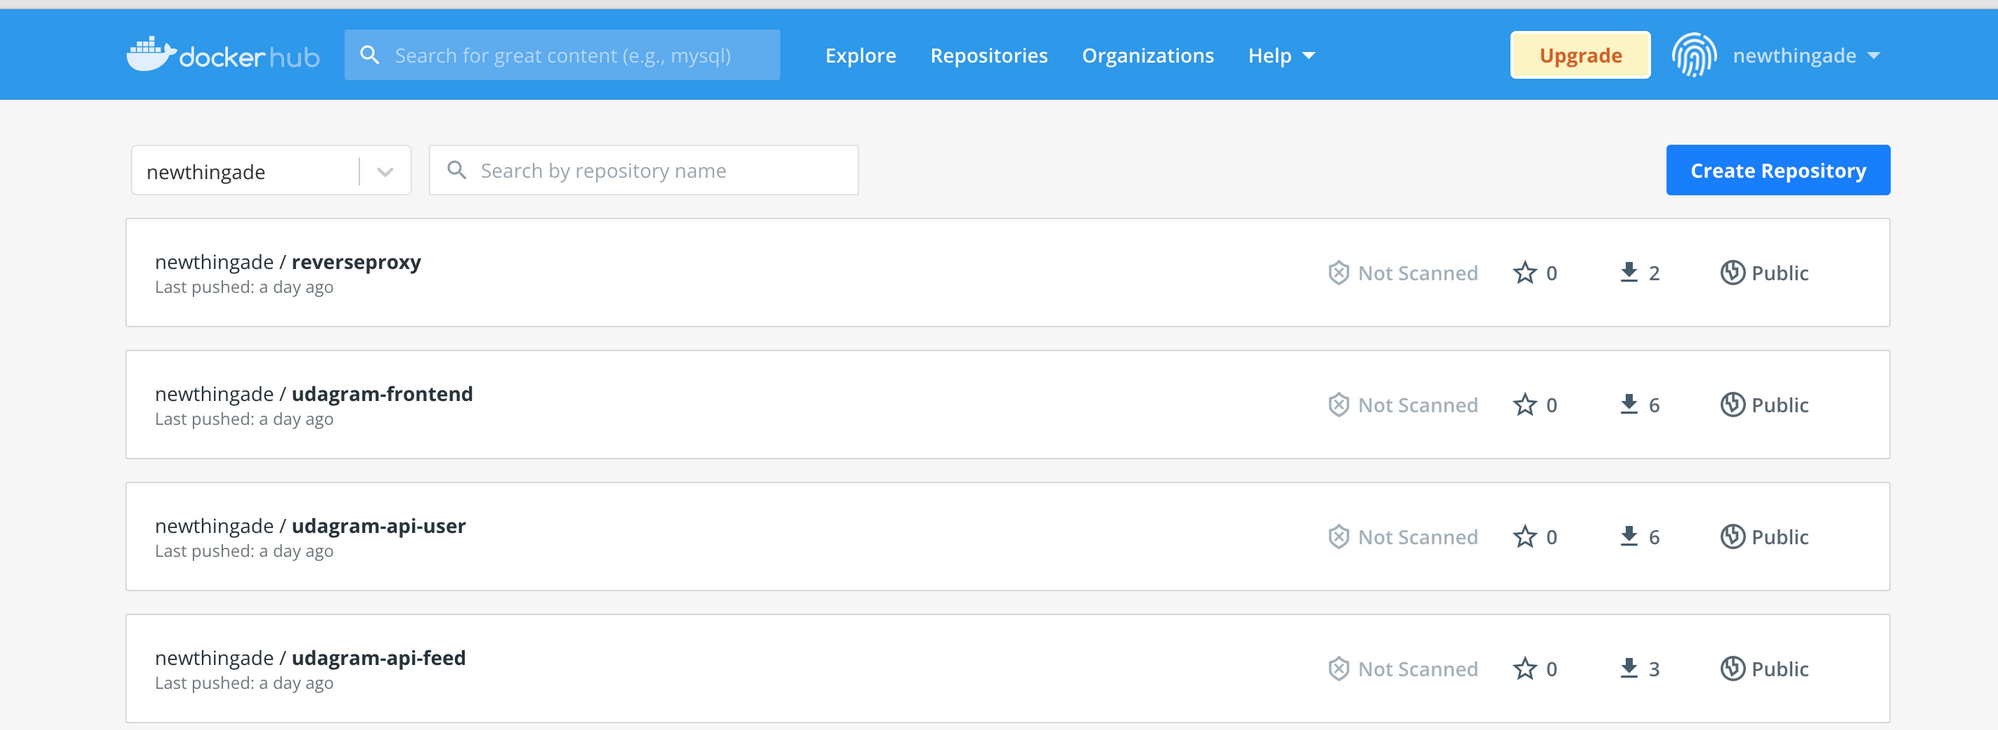 docker hub Search for great content (e.g., mysql) Explore Repositories Organizations Help Upgrade newthingade
newthingade Search by repository name Create Repository
newthingade / reverseproxy
Last pushed: a day ago
Not Scanned 0 2 Public
newthingade / udagram-frontend
Last pushed: a day ago
Not Scanned 0 6 Public
newthingade / udagram-api-user
Last pushed: a day ago
Not Scanned 0 6 Public
newthingade / udagram-api-feed
Last pushed: a day ago
Not Scanned 0 3 Public